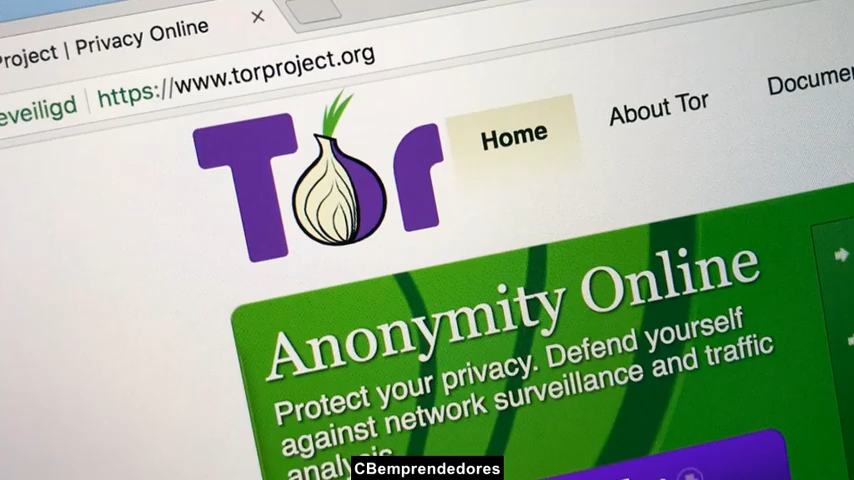 Project | Privacy Online
eveiligd
https://www.torproject.org
Tor
Home
About Tor
Documen
Anonymity Online
Protect your privacy. Defend yourself
against network surveillance and traffic
analysis
CBemprendedores